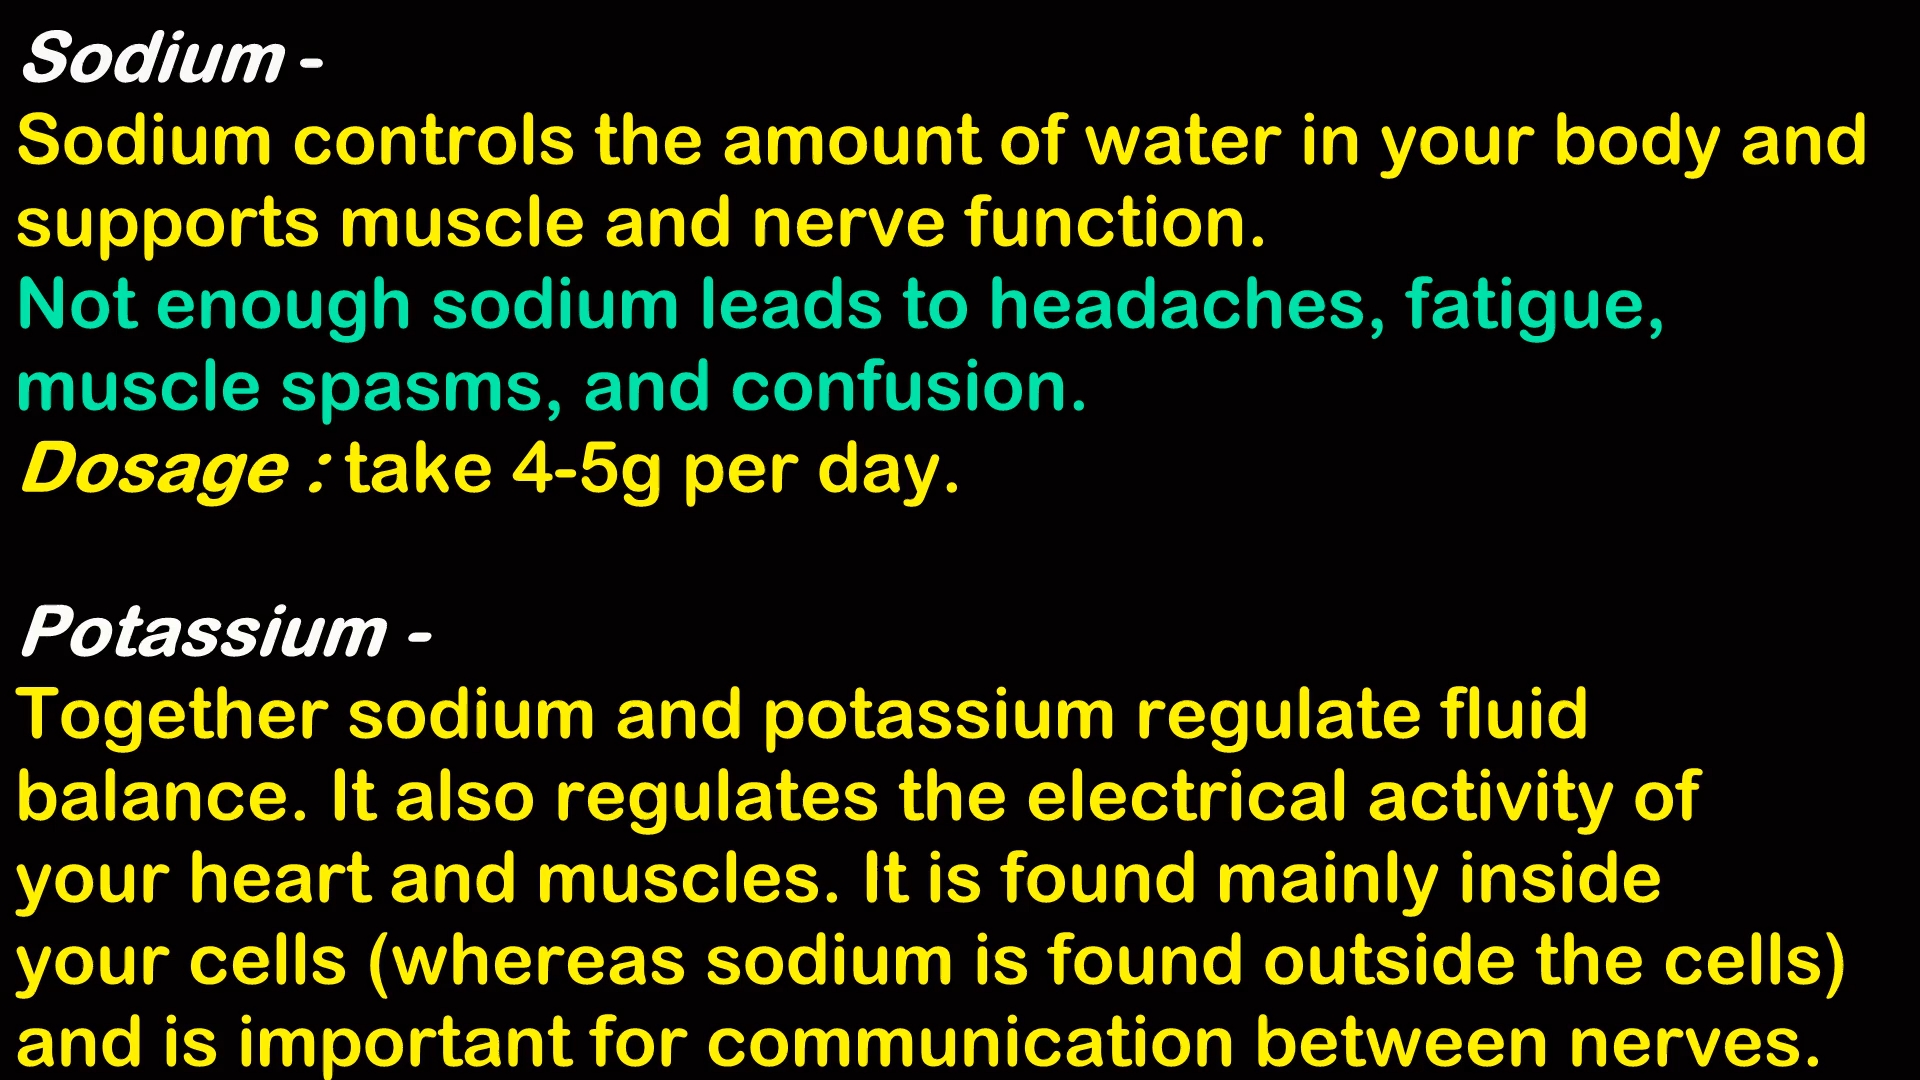 Sodium -
Sodium controls the amount of water in your body and
supports muscle and nerve function.
Not enough sodium leads to headaches, fatigue,
muscle spasms, and confusion.
Dosage : take 4-5g per day.
Potassium -
Together sodium and potassium regulate fluid
balance. It also regulates the electrical activity of
your heart and muscles. It is found mainly inside
your cells (whereas sodium is found outside the cells)
and is important for communication between nerves.